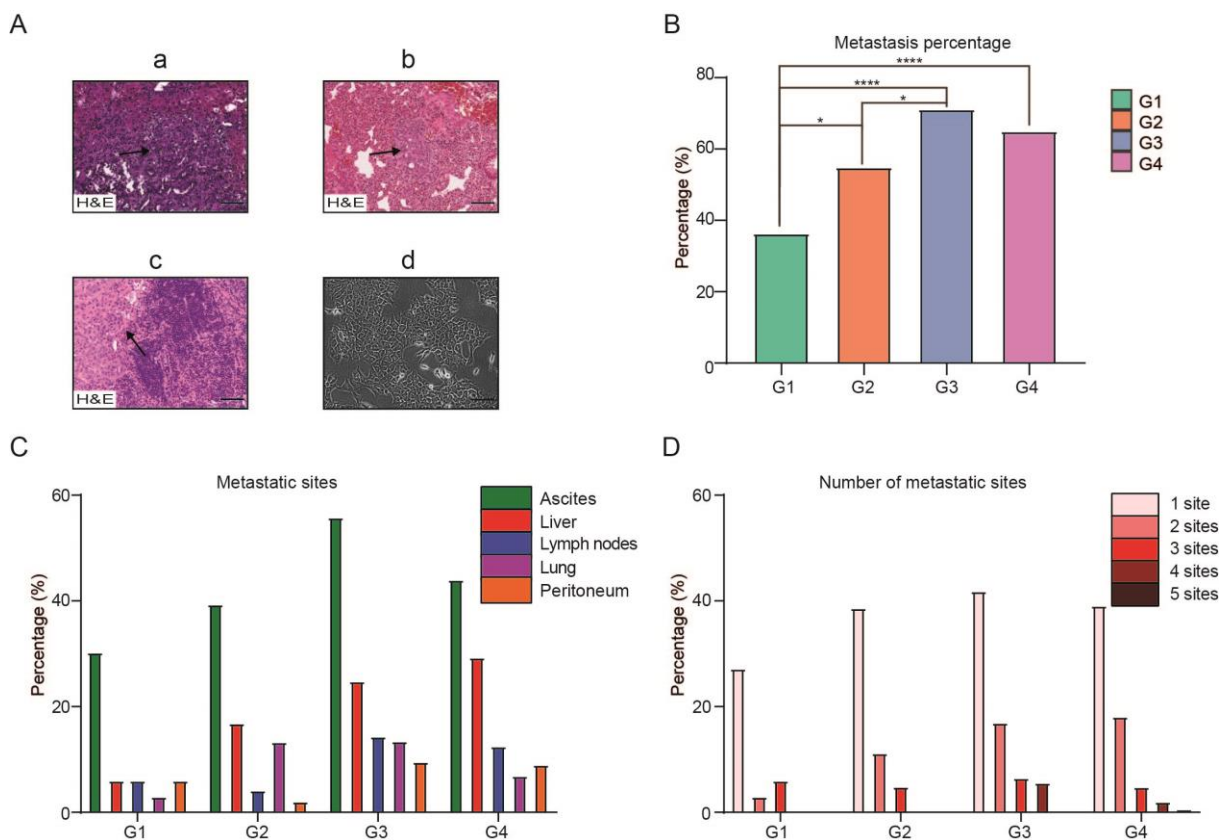 A
a
b
H&E
H&E
c
d
H&E
B
Metastasis percentage
****
****
*
*
80
60
40
20
0
Percentage (%)
G1
G2
G3
G4
G1
G2
G3
G4
C
Metastatic sites
60
40
20
0
Percentage (%)
G1
G2
G3
G4
Ascites
Liver
Lymph nodes
Lung
Peritoneum
D
Number of metastatic sites
60
40
20
0
Percentage (%)
G1
G2
G3
G4
1 site
2 sites
3 sites
4 sites
5 sites